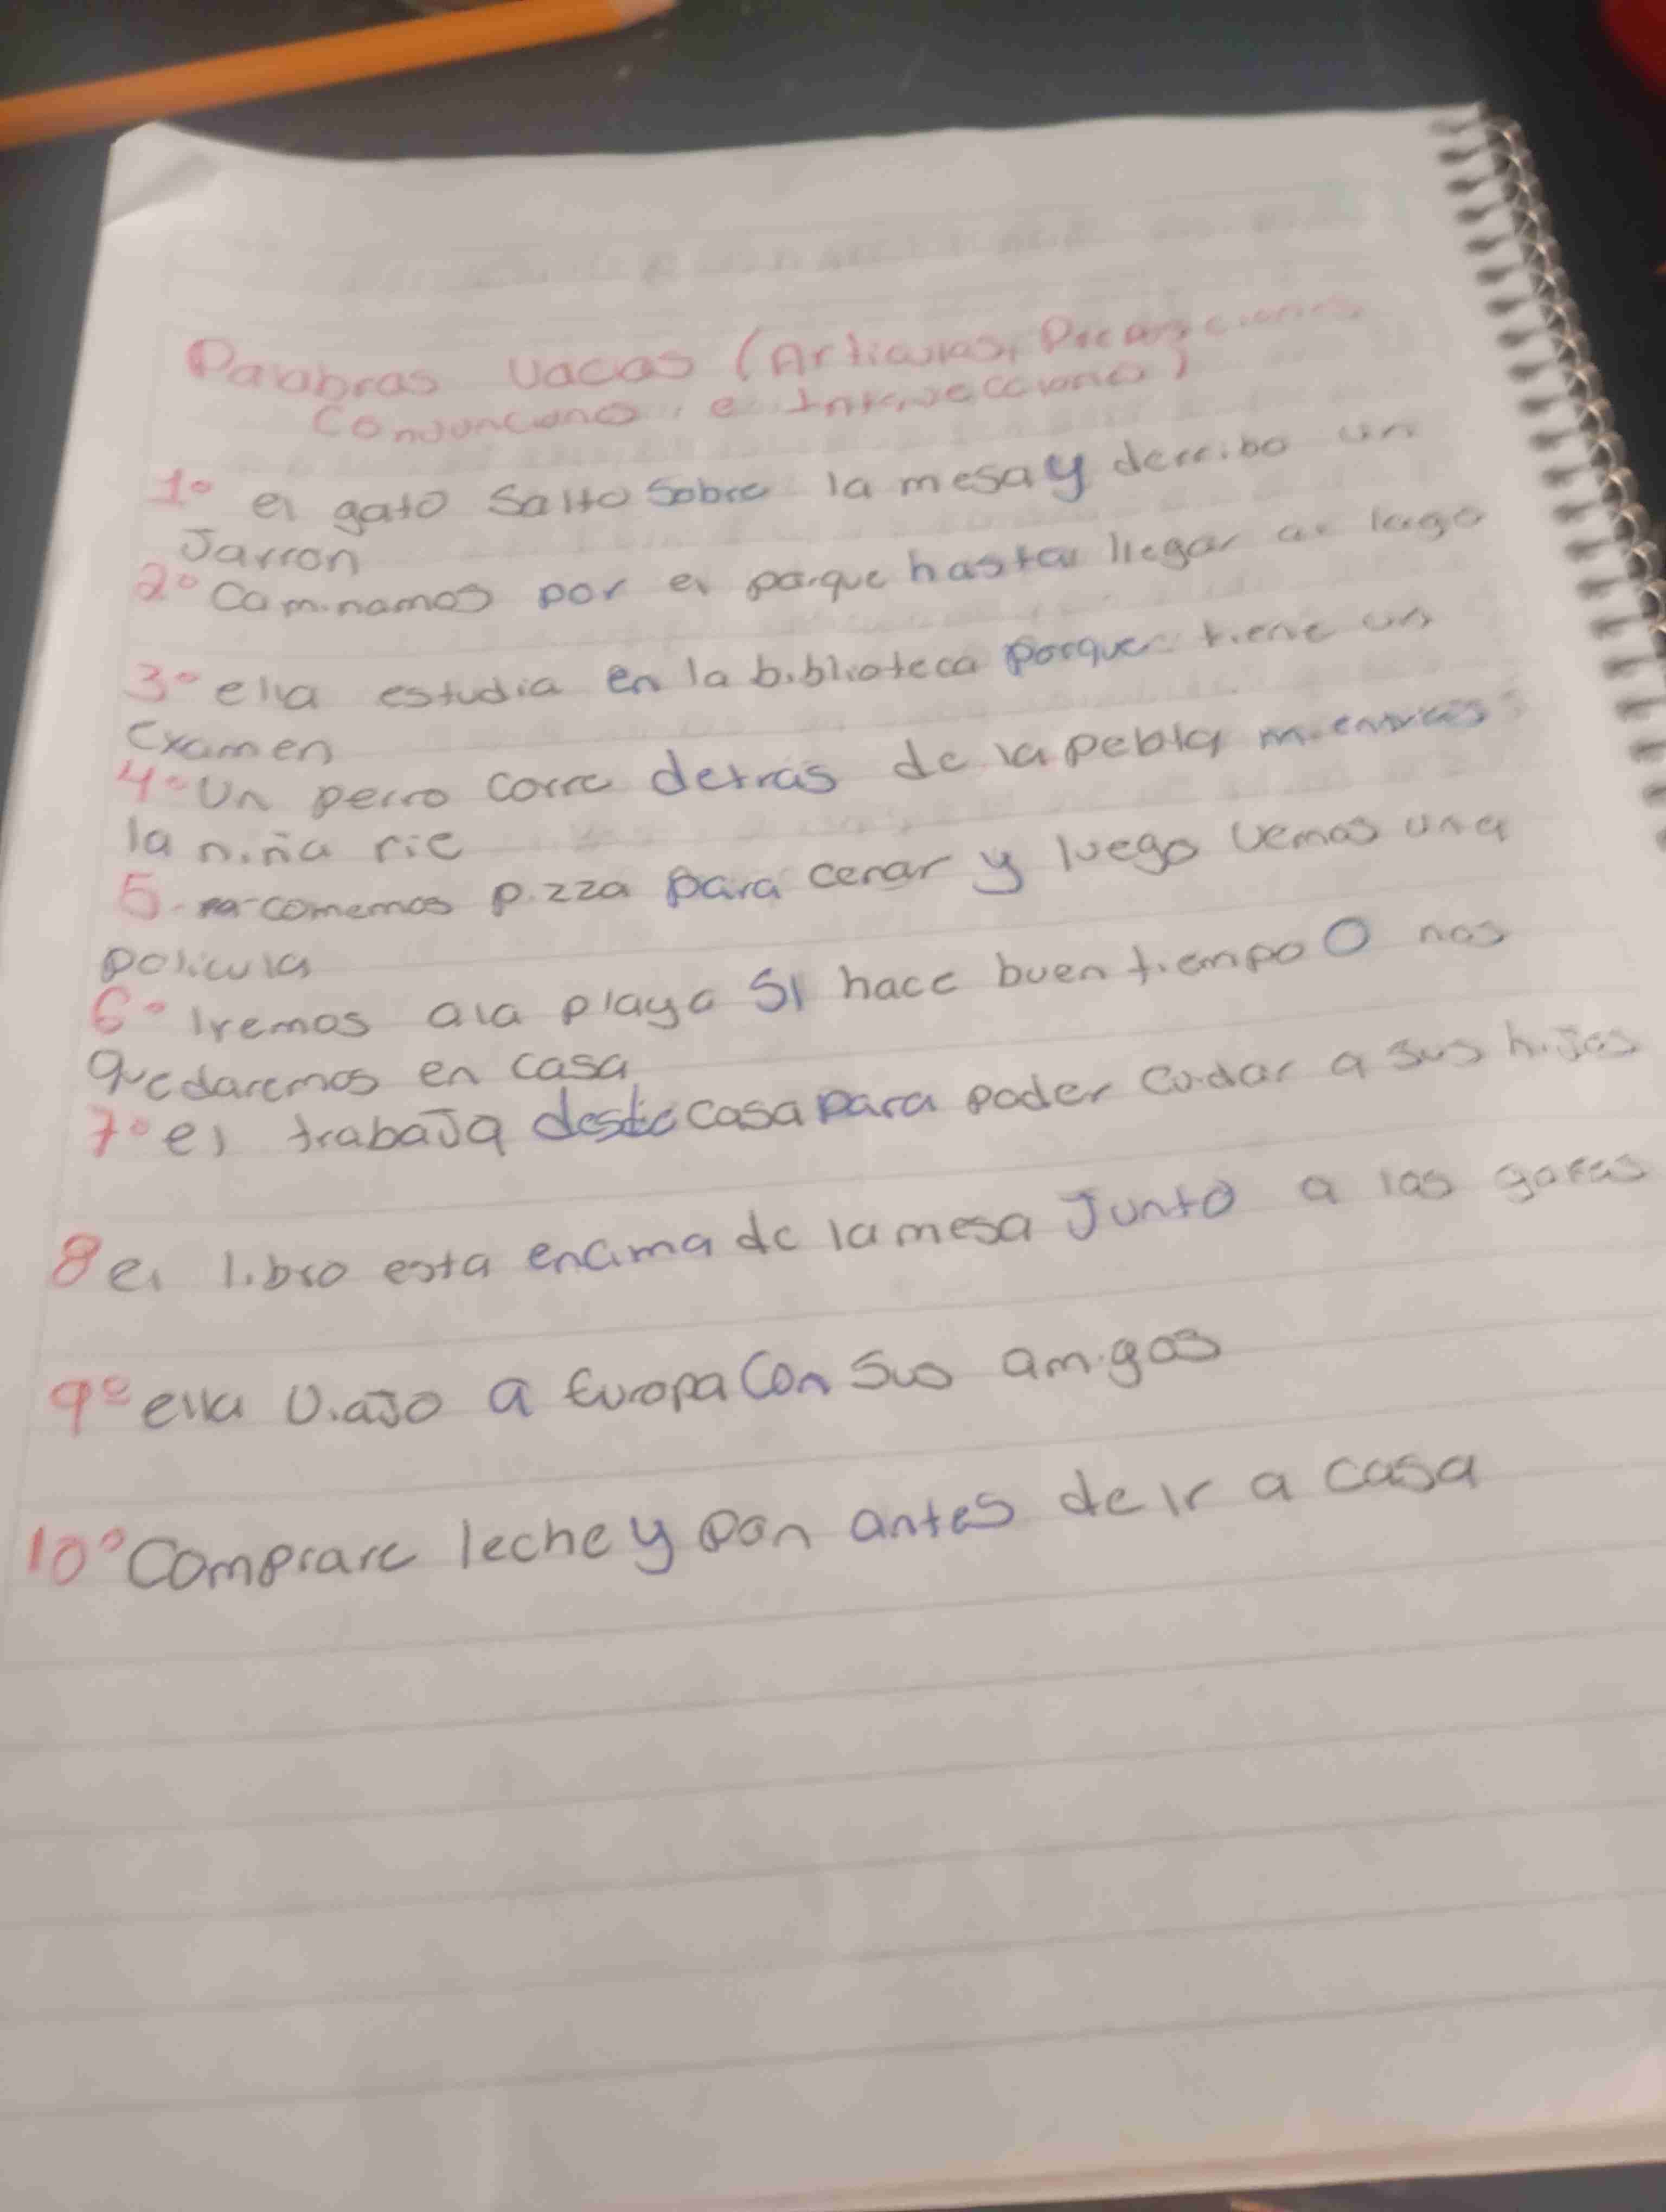 Palabras vacias (Articulos, Preposiciones
Conjunciones, e Interjecciones)
1° el gato Salto Sobre la mesa y derribo un
Jarron
2° Caminamos por el parque hasta llegar al lago
3° ella estudia en la biblioteca porque tiene un
Examen
4° Un perro corre detrás de la pelota mientras
la niña rie
5- comemos pizza para cenar y luego vemos una
policula
6° Iremos ala playa SI hace buen tiempo O nos
quedaremos en casa
7° el trabaja desde casa para poder cuidar a sus hijos
8 el libro esta encima de la mesa Junto a las gafas
9° ella viajo a Europa Con Sus amigos
10° Comprare leche y pan antes de ir a casa